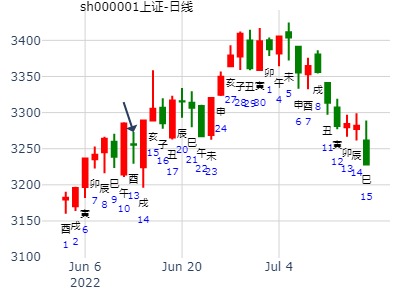 sh000001上证-日线
3400
3350
3300
3250
3200
3150
3100
酉
1
戌
2
寅
6
卯
7
辰
8
巳
9
午
10
酉
13
戌
14
亥
15
子
16
丑
17
辰
20
巳
21
午
22
未
23
申
24
亥
27
子
28
丑
29
寅
30
卯
1
午
4
未
5
申
6
酉
7
戌
8
丑
11
寅
12
卯
13
辰
14
巳
15
Jun 6
2022
Jun 20
Jul 4